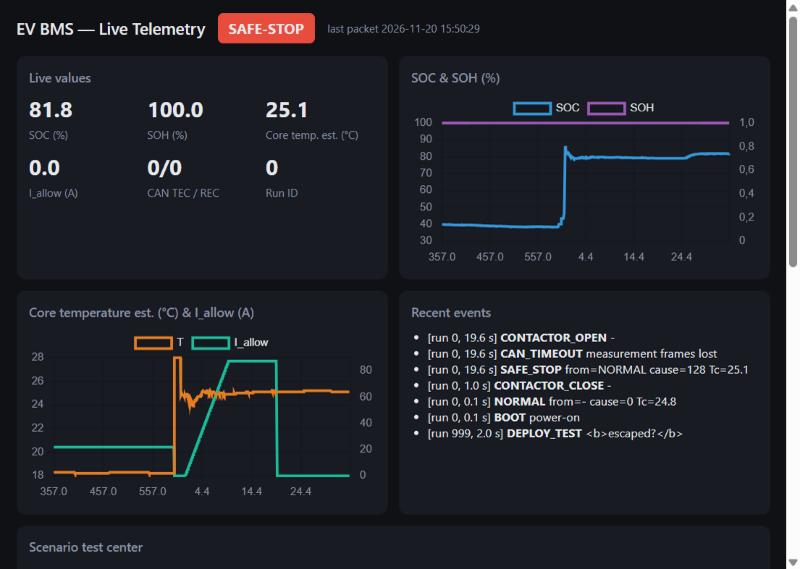 EV BMS — Live Telemetry SAFE-STOP last packet 2026-11-20 15:50:29
Live values
81.8 100.0 25.1
SOC (%) SOH (%) Core temp. est. (°C)
0.0 0/0 0
I_allow (A) CAN TEC / REC Run ID
SOC & SOH (%)
SOC SOH
100 1,0
90
80 0,8
70 0,6
60
50 0,4
40 0,2
30 0
357.0 457.0 557.0 4.4 14.4 24.4
Core temperature est. (°C) & I_allow (A)
T I_allow
28
26 80
24 60
22 40
20 20
18 0
357.0 457.0 557.0 4.4 14.4 24.4
Recent events
• [run 0, 19.6 s] CONTACTOR_OPEN -
• [run 0, 19.6 s] CAN_TIMEOUT measurement frames lost
• [run 0, 19.6 s] SAFE_STOP from=NORMAL cause=128 Tc=25.1
• [run 0, 1.0 s] CONTACTOR_CLOSE -
• [run 0, 0.1 s] NORMAL from=- cause=0 Tc=24.8
• [run 0, 0.1 s] BOOT power-on
• [run 999, 2.0 s] DEPLOY_TEST <b>escaped?</b>
Scenario test center